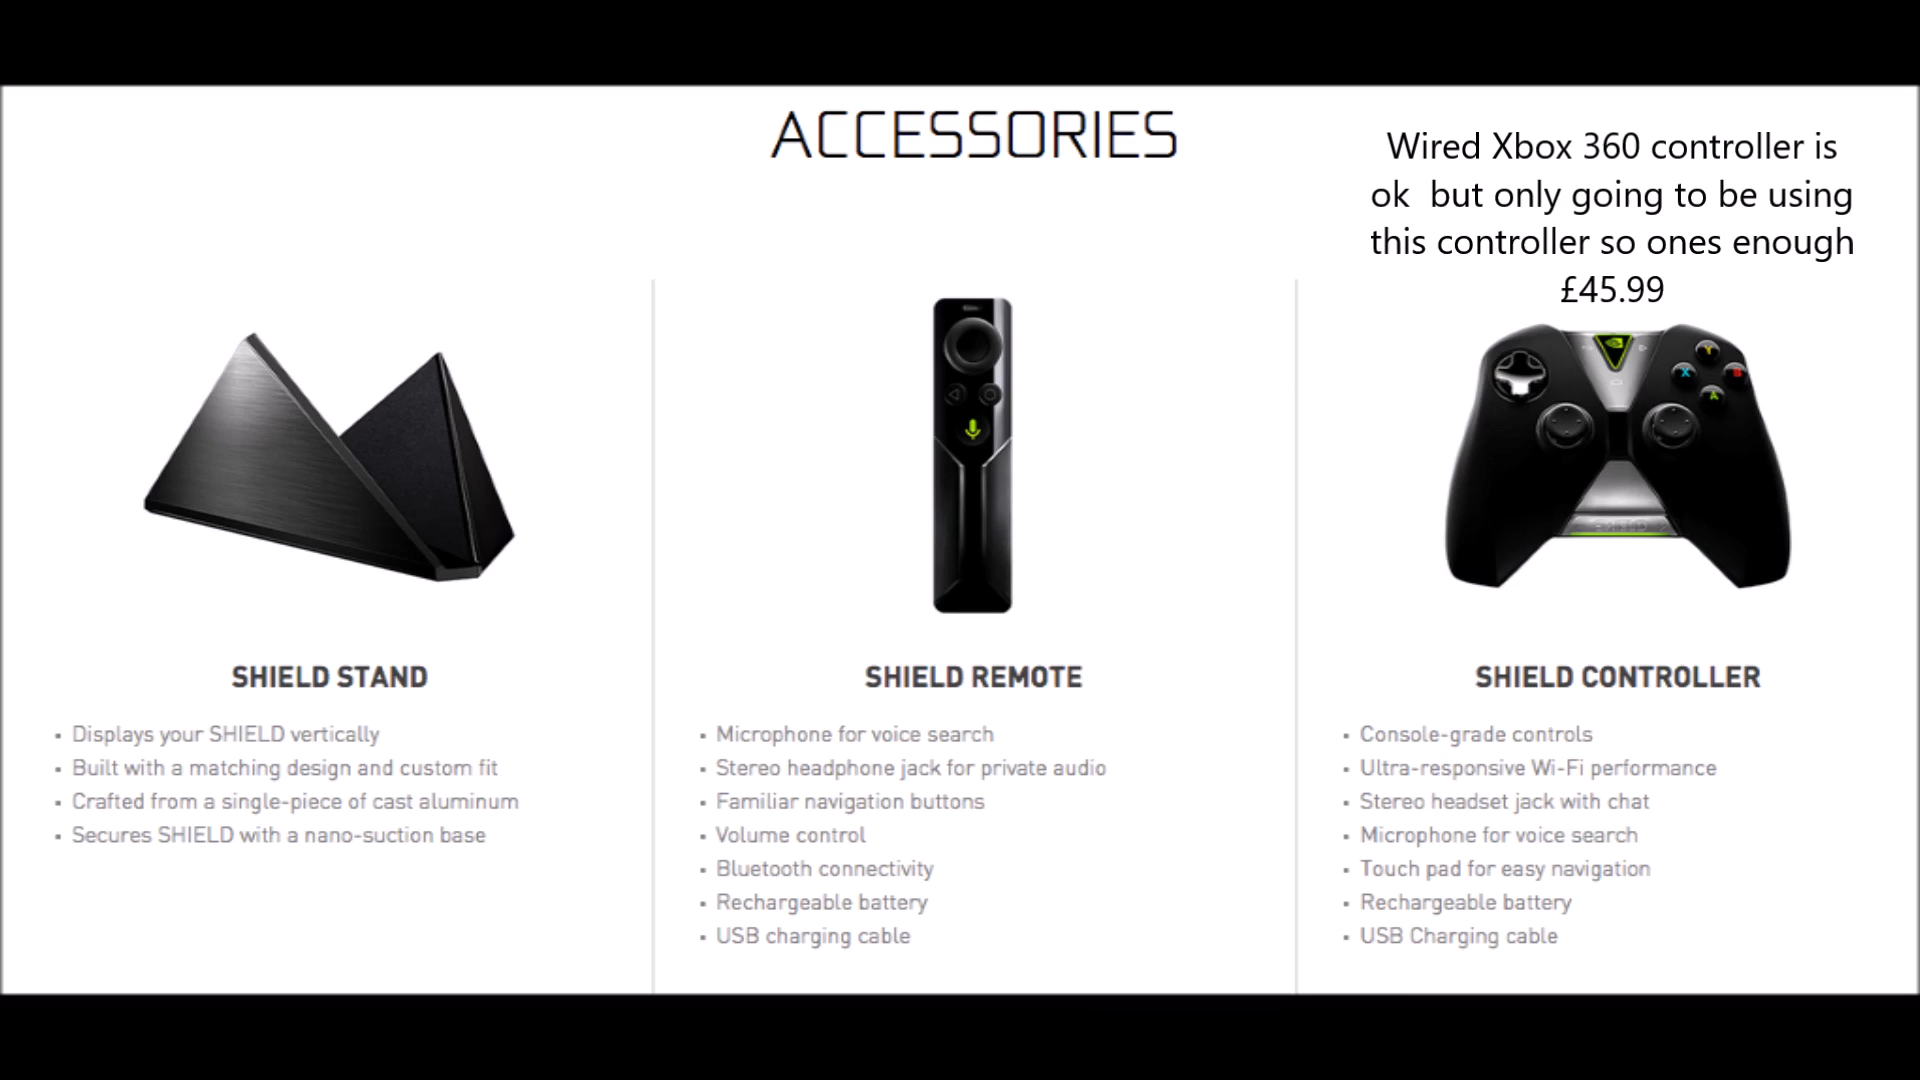 ACCESSORIES
Wired Xbox 360 controller is
ok  but only going to be using
this controller so ones enough
£45.99
SHIELD STAND
• Displays your SHIELD vertically
• Built with a matching design and custom fit
• Crafted from a single-piece of cast aluminum
• Secures SHIELD with a nano-suction base
SHIELD REMOTE
• Microphone for voice search
• Stereo headphone jack for private audio
• Familiar navigation buttons
• Volume control
• Bluetooth connectivity
• Rechargeable battery
• USB charging cable
Y
X
B
A
SHIELD
SHIELD CONTROLLER
• Console-grade controls
• Ultra-responsive Wi-Fi performance
• Stereo headset jack with chat
• Microphone for voice search
• Touch pad for easy navigation
• Rechargeable battery
• USB Charging cable